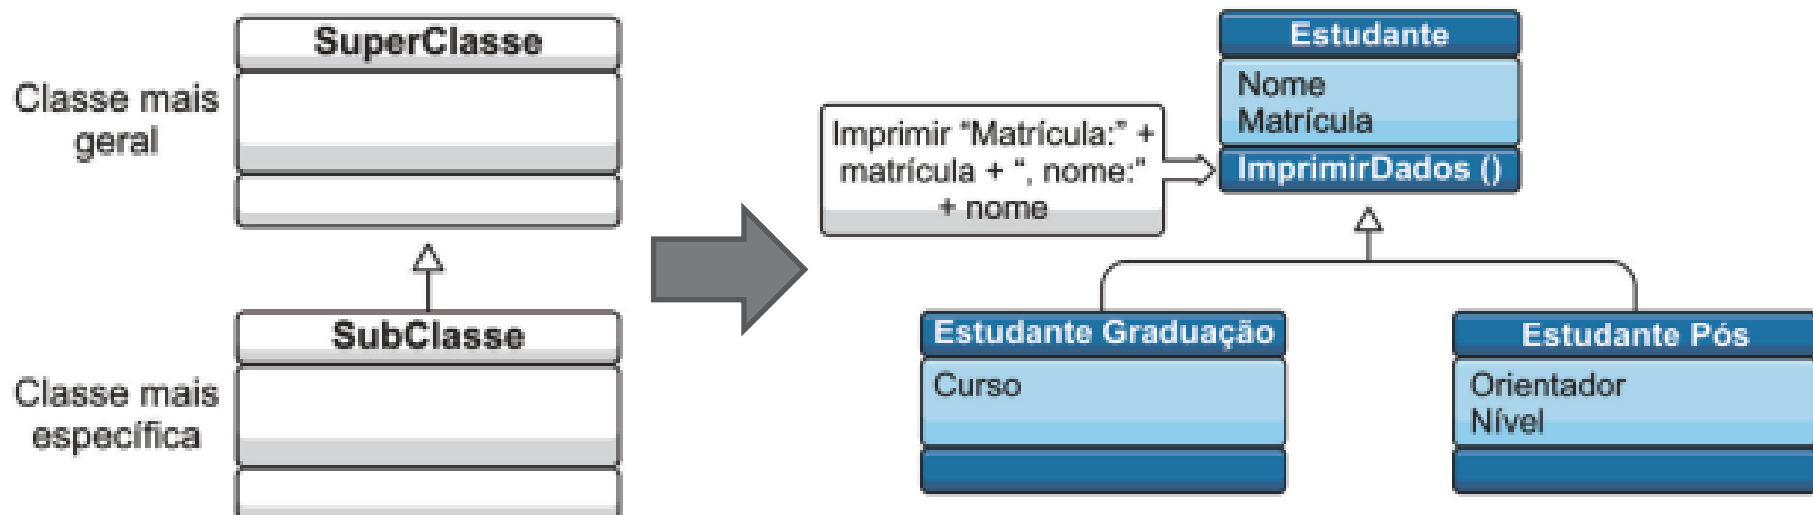 SuperClasse
Classe mais
geral
SubClasse
Classe mais
específica
Imprimir “Matrícula:” +
matrícula + “, nome:”
+ nome
Estudante
Nome
Matrícula
ImprimirDados ()
Estudante Graduação
Curso
Estudante Pós
Orientador
Nível